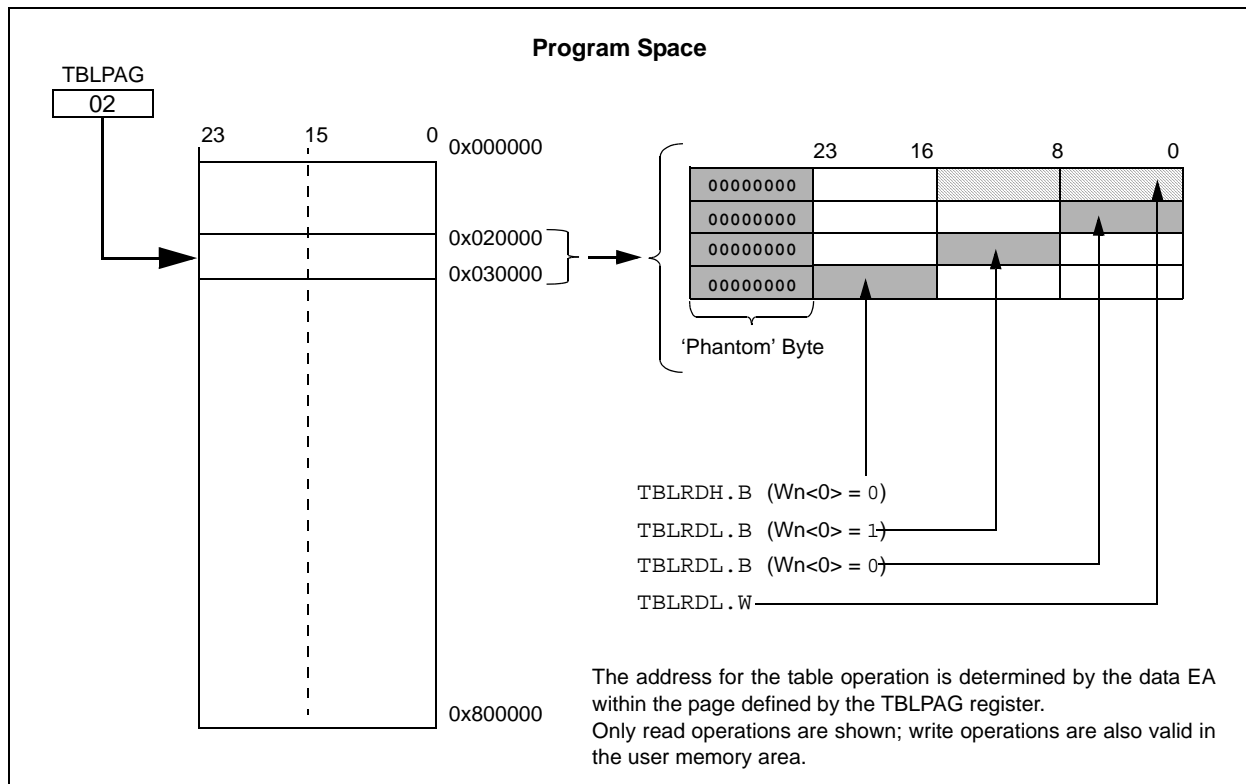 Program Space
TBLPAG
02
23 15 0
0x000000
0x020000
0x030000
0x800000
23 16 8 0
00000000
00000000
00000000
00000000
‘Phantom’ Byte
TBLRDH.B (Wn<0> = 0)
TBLRDL.B (Wn<0> = 1)
TBLRDL.B (Wn<0> = 0)
TBLRDL.W
The address for the table operation is determined by the data EA
within the page defined by the TBLPAG register.
Only read operations are shown; write operations are also valid in
the user memory area.